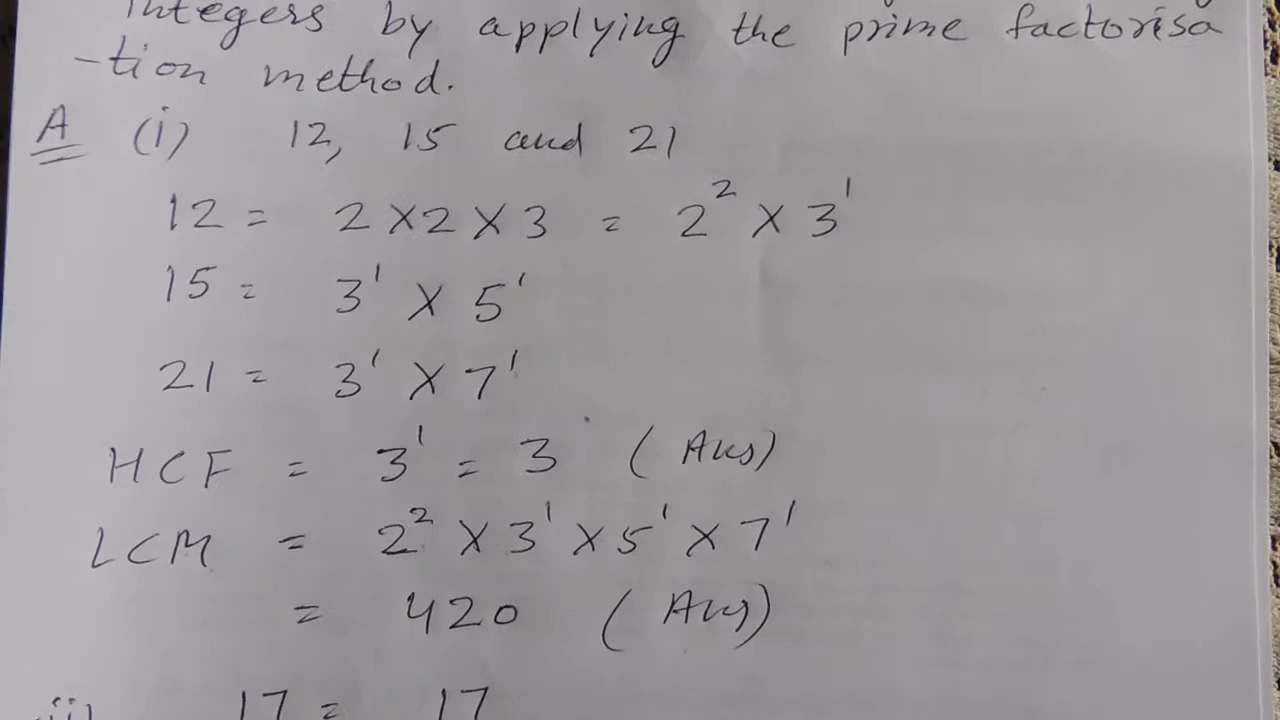 integers by applying the prime factorisa
-tion method.
A (i) 12, 15 and 21
12 = 2 X 2 X 3 = 2² X 3¹
15 = 3¹ X 5¹
21 = 3¹ X 7¹
HCF = 3¹ = 3 (Ans)
LCM = 2² X 3¹ X 5¹ X 7¹
= 420 (Ans)
(ii) 17 = 17